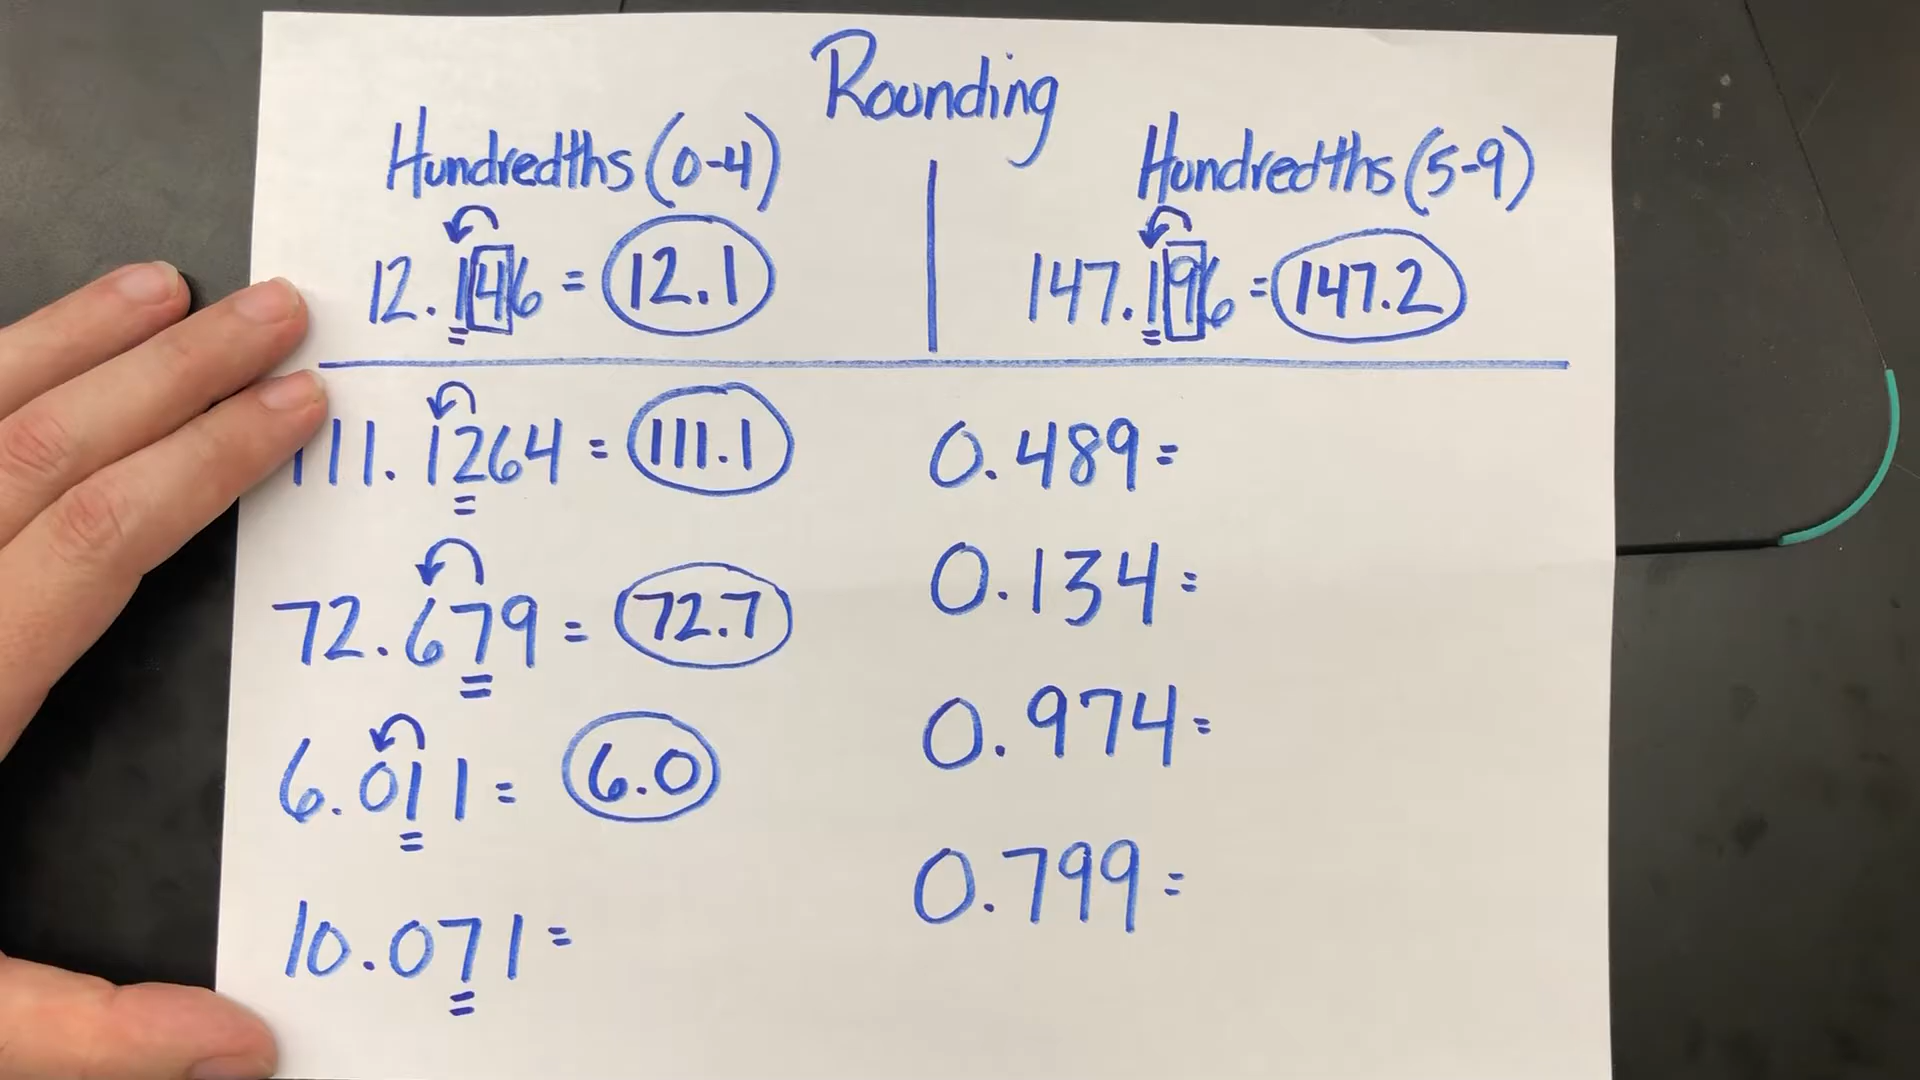 Rounding
Hundredths (0-4)
12.146 = 12.1
Hundredths (5-9)
147.196 = 147.2
111.1264 = 111.1
72.679 = 72.7
6.011 = 6.0
10.071 =
0.489 =
0.134 =
0.974 =
0.799 =